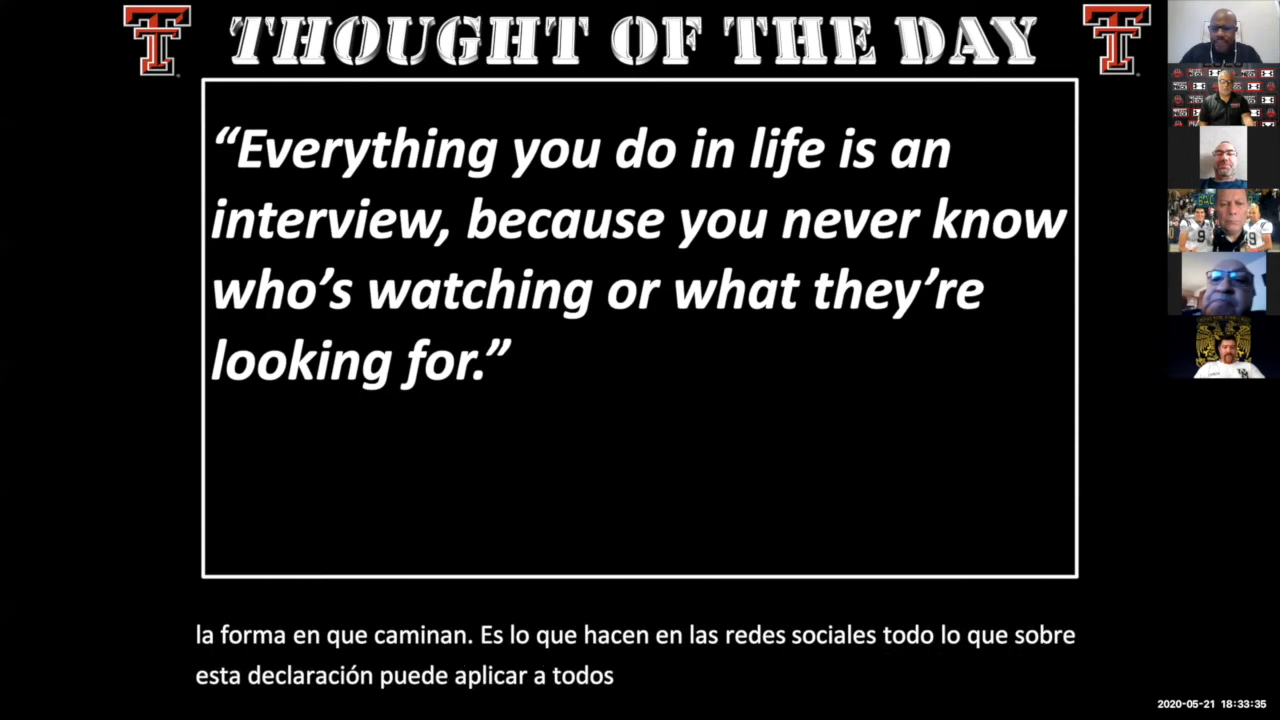 THOUGHT OF THE DAY
“Everything you do in life is an
interview, because you never know
who’s watching or what they’re
looking for.”
la forma en que caminan. Es lo que hacen en las redes sociales todo lo que sobre
esta declaración puede aplicar a todos
2020-05-21 18:33:35